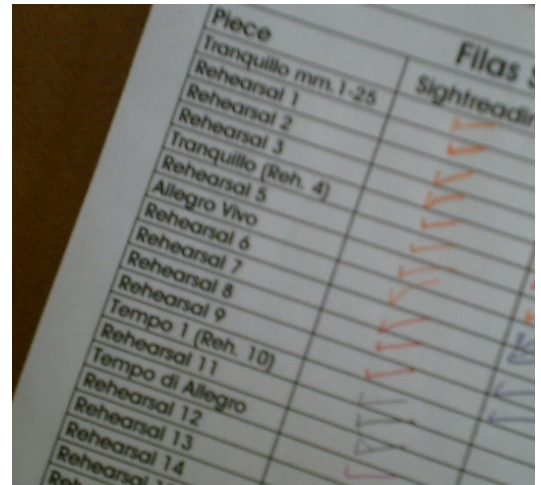 Filas
Piece
Sightreadin
Tranquillo mm. 1-25
Rehearsal 1
Rehearsal 2
Rehearsal 3
Tranquillo (Reh. 4)
Rehearsal 5
Allegro Vivo
Rehearsal 6
Rehearsal 7
Rehearsal 8
Rehearsal 9
Tempo 1 (Reh. 10)
Rehearsal 11
Tempo di Allegro
Rehearsal 12
Rehearsal 13
Rehearsal 14